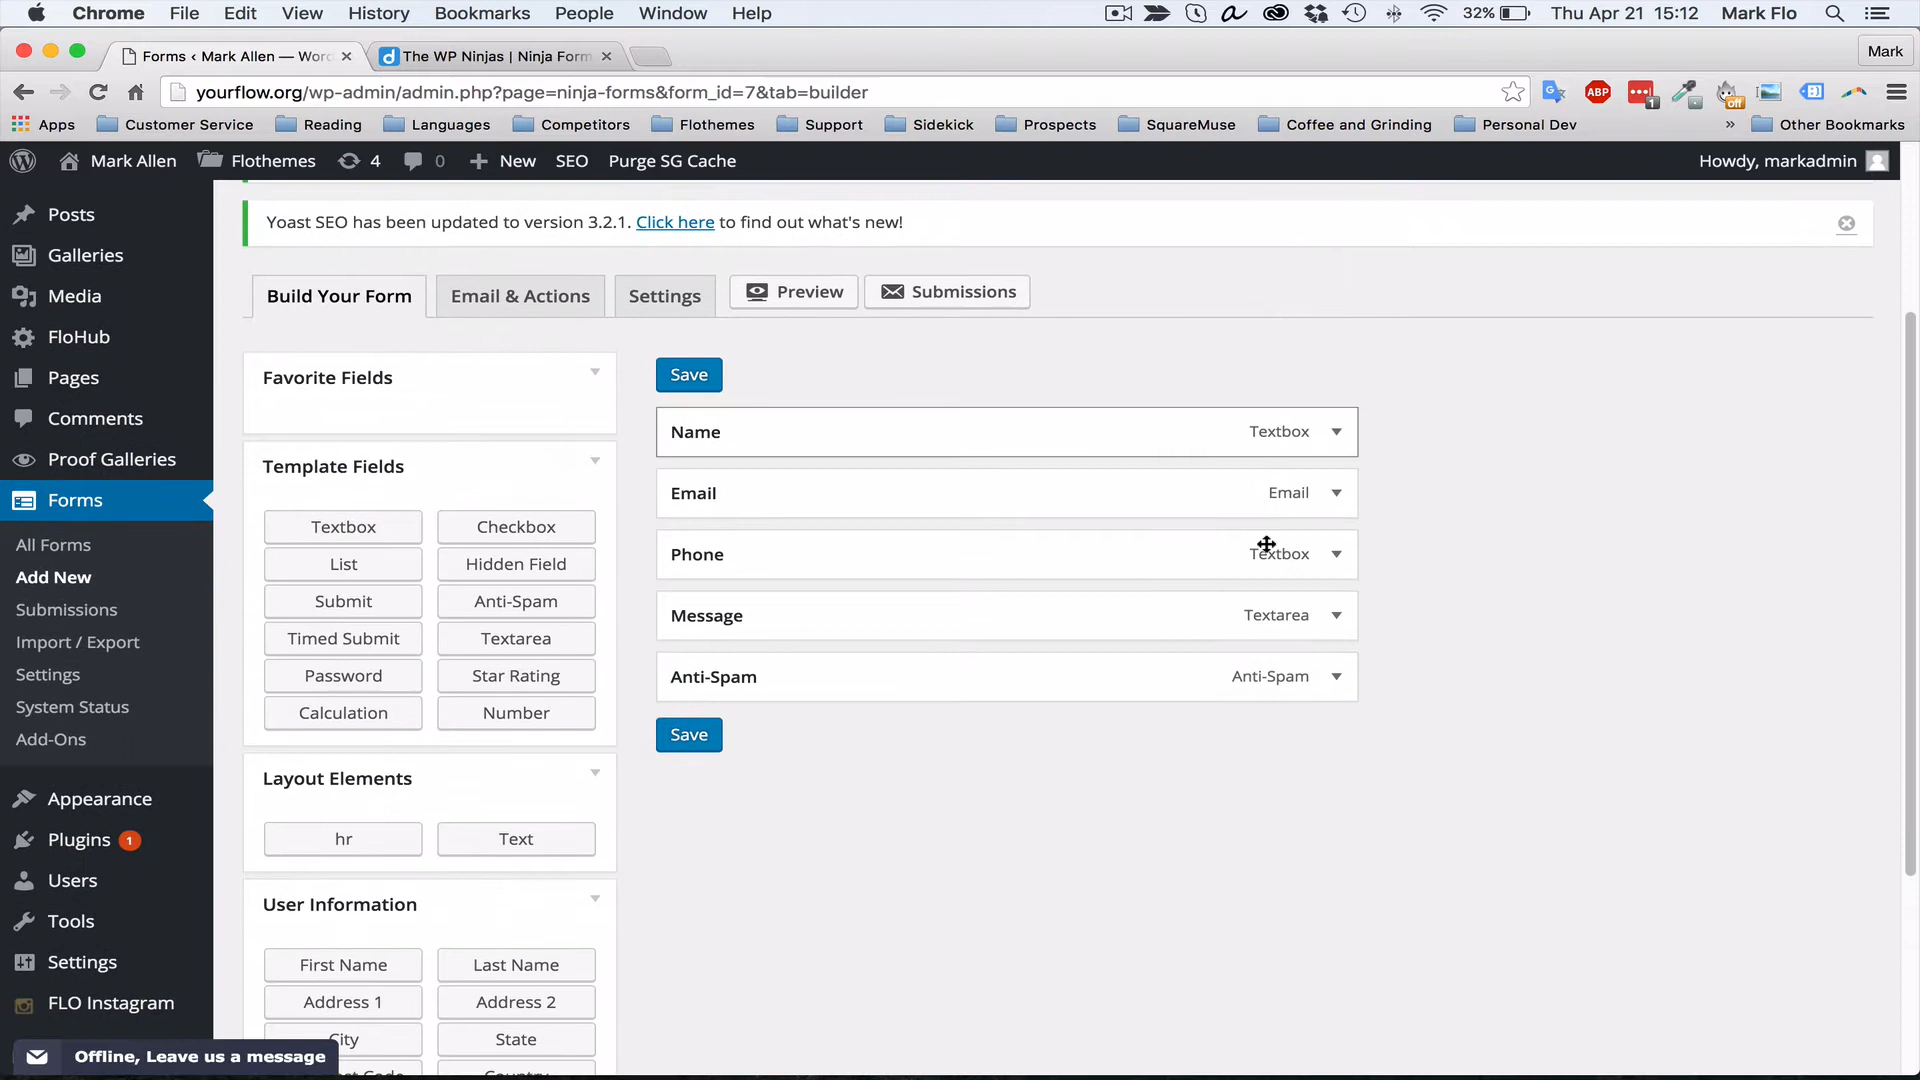 Chrome File Edit View History Bookmarks People Window Help 32% Thu Apr 21 15:12 Mark Flo
Forms ‹ Mark Allen — Word
The WP Ninjas | Ninja Form
Mark
yourflow.org/wp-admin/admin.php?page=ninja-forms&form_id=7&tab=builder
ABP 1 off
Apps Customer Service Reading Languages Competitors Flothemes Support Sidekick Prospects SquareMuse Coffee and Grinding Personal Dev » Other Bookmarks
Mark Allen Flothemes 4 0 New SEO Purge SG Cache Howdy, markadmin
Posts
Galleries
Media
FloHub
Pages
Comments
Proof Galleries
Forms
All Forms
Add New
Submissions
Import / Export
Settings
System Status
Add-Ons
Appearance
Plugins 1
Users
Tools
Settings
FLO Instagram
Offline, Leave us a message
Yoast SEO has been updated to version 3.2.1. Click here to find out what's new!
Build Your Form Email & Actions Settings Preview Submissions
Favorite Fields
Template Fields
Textbox Checkbox
List Hidden Field
Submit Anti-Spam
Timed Submit Textarea
Password Star Rating
Calculation Number
Layout Elements
hr Text
User Information
First Name Last Name
Address 1 Address 2
City State
Code Country
Save
Name Textbox
Email Email
Phone Textbox
Message Textarea
Anti-Spam Anti-Spam
Save